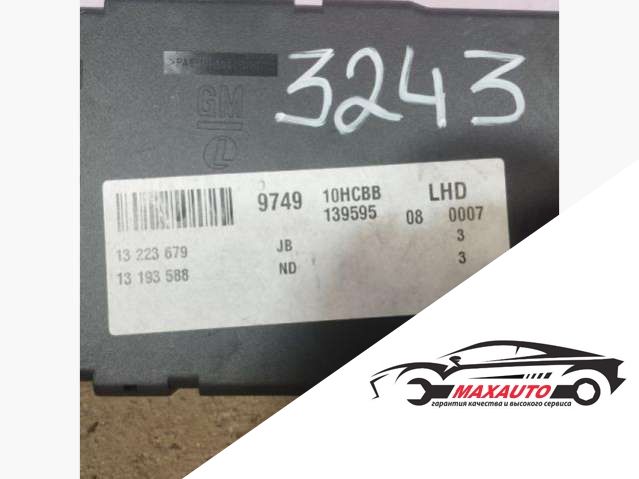 3243
GM
9749 10HCBB LHD
139595 08 0007
13 223 679 JB 3
13 193 588 ND 3
MAXAUTO
гарантия качества и высокого сервиса